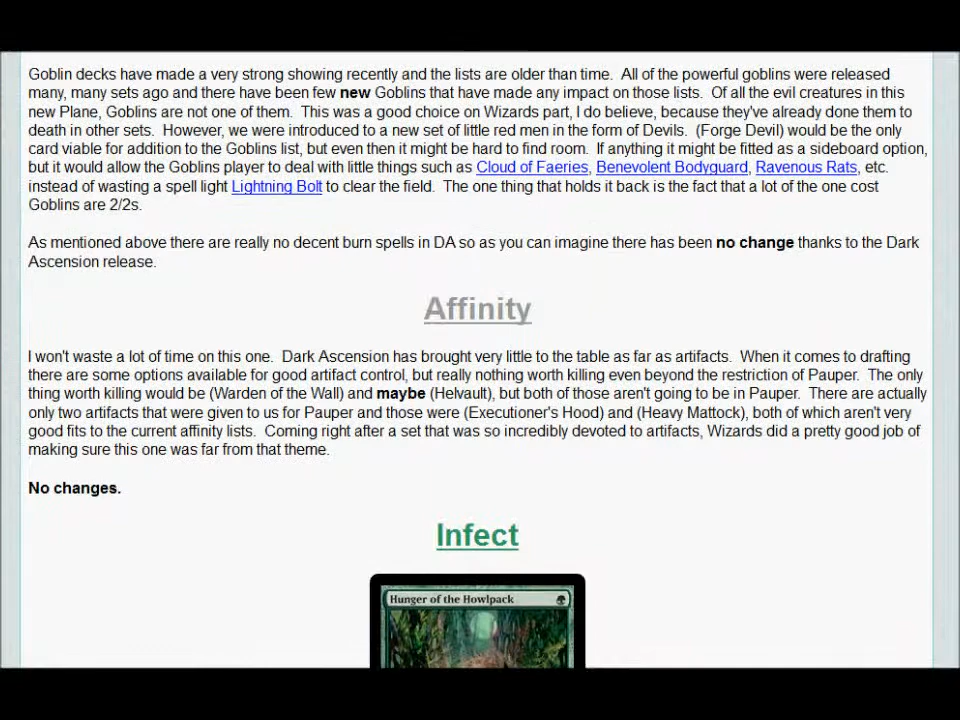 Goblin decks have made a very strong showing recently and the lists are older than time.  All of the powerful goblins were released
many, many sets ago and there have been few new Goblins that have made any impact on those lists.  Of all the evil creatures in this
new Plane, Goblins are not one of them.  This was a good choice on Wizards part, I do believe, because they've already done them to
death in other sets.  However, we were introduced to a new set of little red men in the form of Devils.  (Forge Devil) would be the only
card viable for addition to the Goblins list, but even then it might be hard to find room.  If anything it might be fitted as a sideboard option,
but it would allow the Goblins player to deal with little things such as Cloud of Faeries, Benevolent Bodyguard, Ravenous Rats, etc.
instead of wasting a spell light Lightning Bolt to clear the field.  The one thing that holds it back is the fact that a lot of the one cost
Goblins are 2/2s.
As mentioned above there are really no decent burn spells in DA so as you can imagine there has been no change thanks to the Dark
Ascension release.
Affinity
I won't waste a lot of time on this one.  Dark Ascension has brought very little to the table as far as artifacts.  When it comes to drafting
there are some options available for good artifact control, but really nothing worth killing even beyond the restriction of Pauper.  The only
thing worth killing would be (Warden of the Wall) and maybe (Helvault), but both of those aren't going to be in Pauper.  There are actually
only two artifacts that were given to us for Pauper and those were (Executioner's Hood) and (Heavy Mattock), both of which aren't very
good fits to the current affinity lists.  Coming right after a set that was so incredibly devoted to artifacts, Wizards did a pretty good job of
making sure this one was far from that theme.
No changes.
Infect
Hunger of the Howlpack